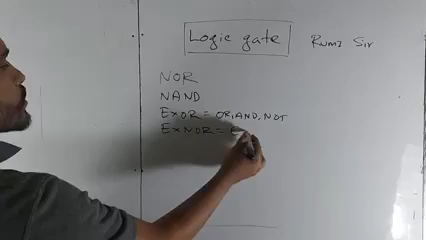 Logic gate
Rumi Sir
NOR
NAND
EXOR = OR, AND, NOT
EXNOR =